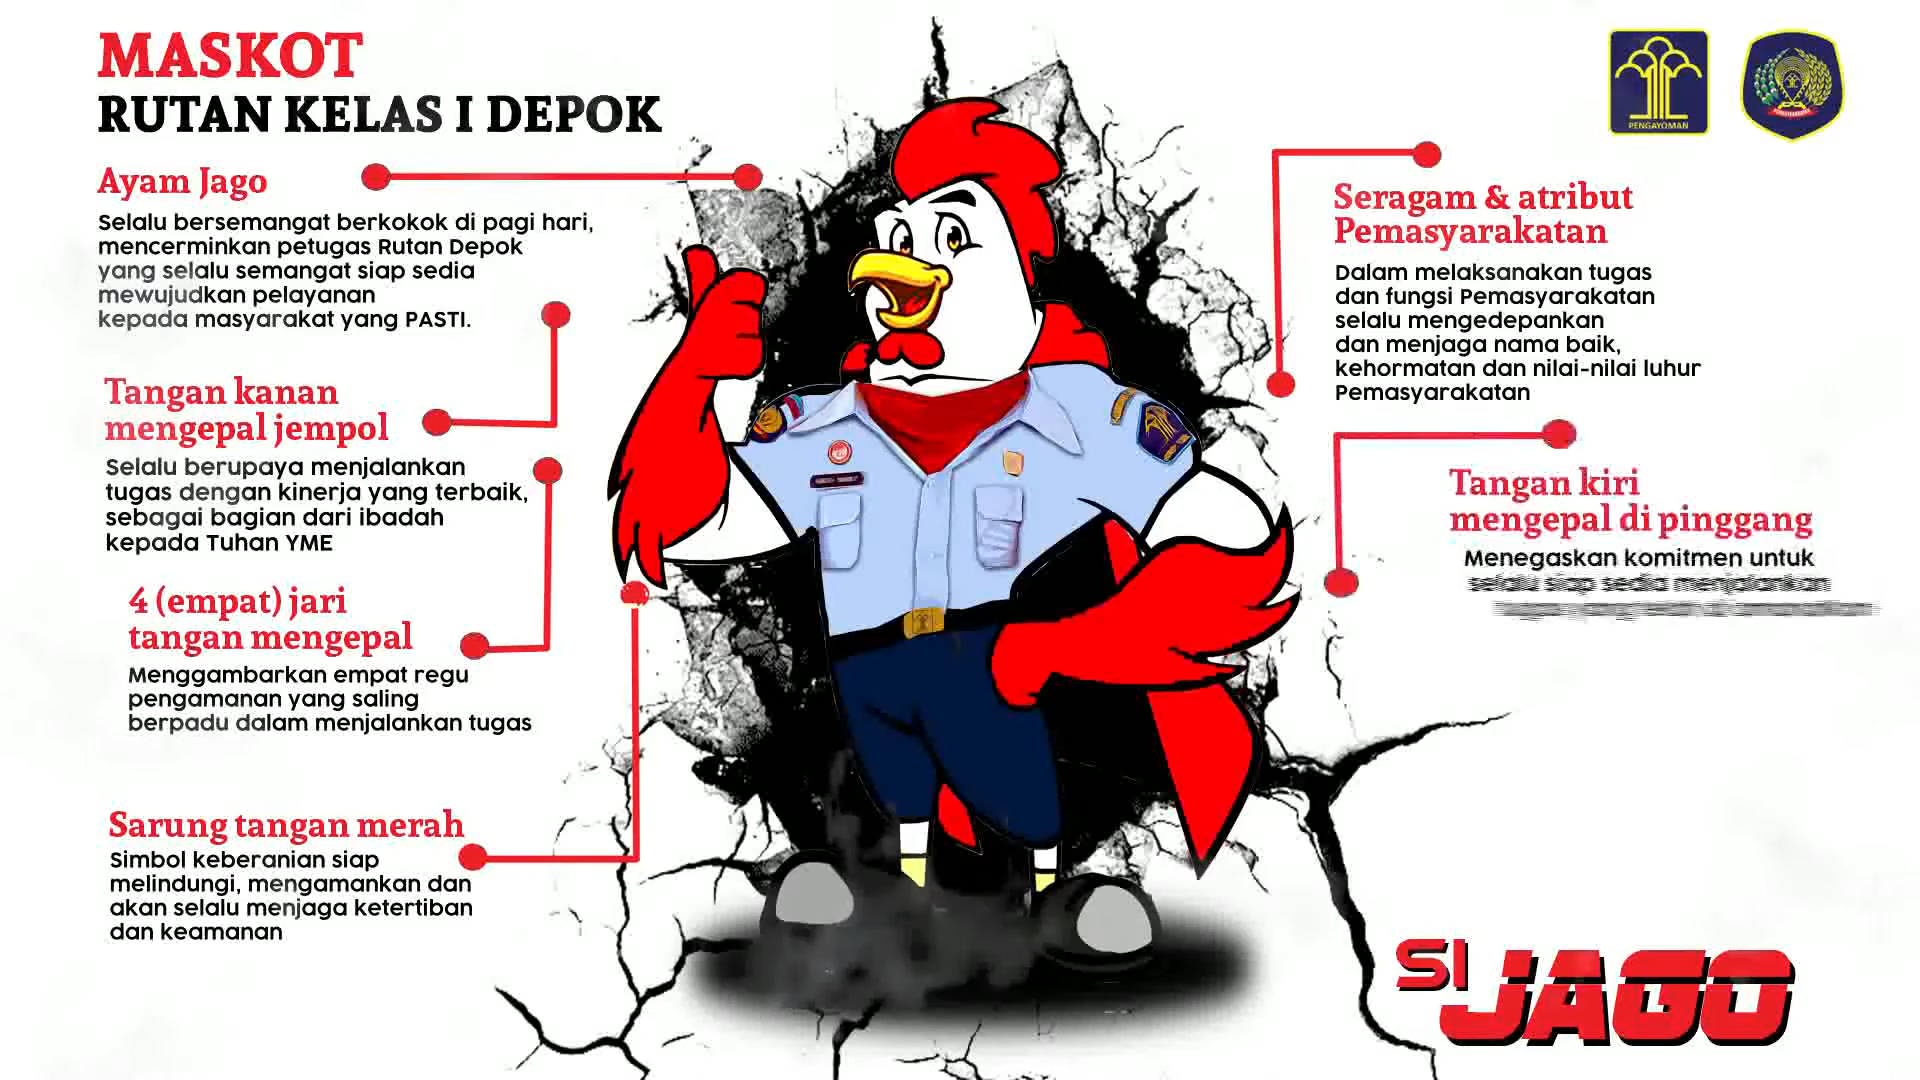 MASKOT
RUTAN KELAS I DEPOK
Ayam Jago
Selalu bersemangat berkokok di pagi hari,
mencerminkan petugas Rutan Depok
yang selalu semangat siap sedia
mewujudkan pelayanan
kepada masyarakat yang PASTI.
Tangan kanan
mengepal jempol
Selalu berupaya menjalankan
tugas dengan kinerja yang terbaik,
sebagai bagian dari ibadah
kepada Tuhan YME
4 (empat) jari
tangan mengepal
Menggambarkan empat regu
pengamanan yang saling
berpadu dalam menjalankan tugas
Sarung tangan merah
Simbol keberanian siap
melindungi, mengamankan dan
akan selalu menjaga ketertiban
dan keamanan
PENGAYOMAN
Seragam & atribut
Pemasyarakatan
Dalam melaksanakan tugas
dan fungsi Pemasyarakatan
selalu mengedepankan
dan menjaga nama baik,
kehormatan dan nilai-nilai luhur
Pemasyarakatan
Tangan kiri
mengepal di pinggang
Menegaskan komitmen untuk
selalu siap sedia menjalankan
SI JAGO